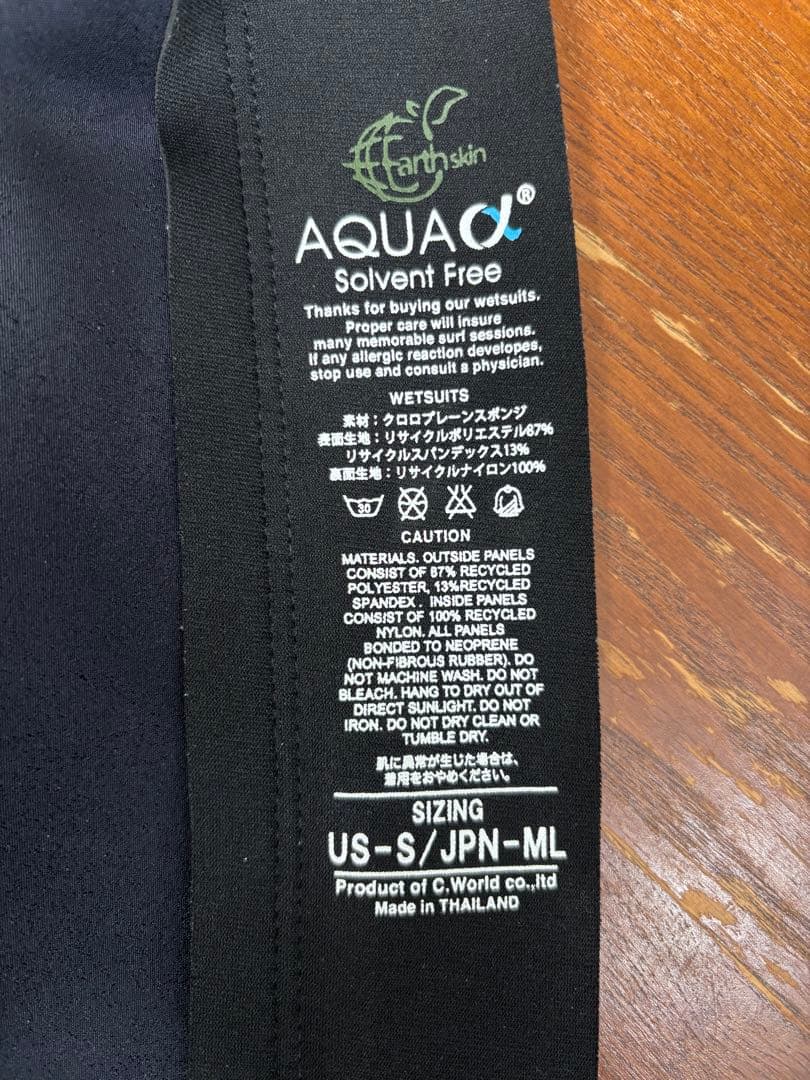 Earth skin
AQUA α®
Solvent Free
Thanks for buying our wetsuits.
Proper care will insure
many memorable surf sessions.
If any allergic reaction developes,
stop use and consult a physician.
WETSUITS
素材：クロロプレーンスポンジ
表面生地：リサイクルポリエステル87%
リサイクルスパンデックス13%
裏面生地：リサイクルナイロン100%
30
CAUTION
MATERIALS. OUTSIDE PANELS
CONSIST OF 87% RECYCLED
POLYESTER, 13%RECYCLED
SPANDEX. INSIDE PANELS
CONSIST OF 100% RECYCLED
NYLON. ALL PANELS
BONDED TO NEOPRENE
(NON-FIBROUS RUBBER). DO
NOT MACHINE WASH. DO NOT
BLEACH. HANG TO DRY OUT OF
DIRECT SUNLIGHT. DO NOT
IRON. DO NOT DRY CLEAN OR
TUMBLE DRY.
肌に異常が生じた場合は、
着用をおやめください。
SIZING
US-S/JPN-ML
Product of C.World co.,ltd
Made in THAILAND